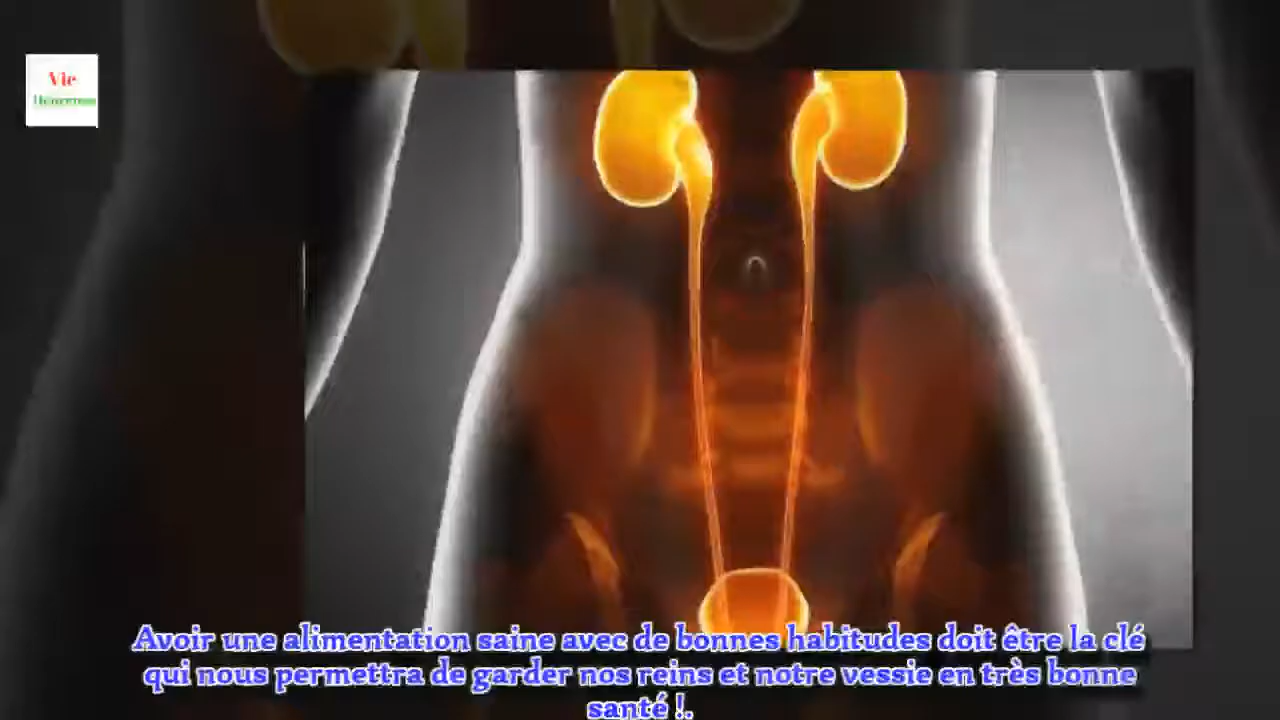 Vie
Heureuse
Avoir une alimentation saine avec de bonnes habitudes doit être la clé
qui nous permettra de garder nos reins et notre vessie en très bonne
santé !.